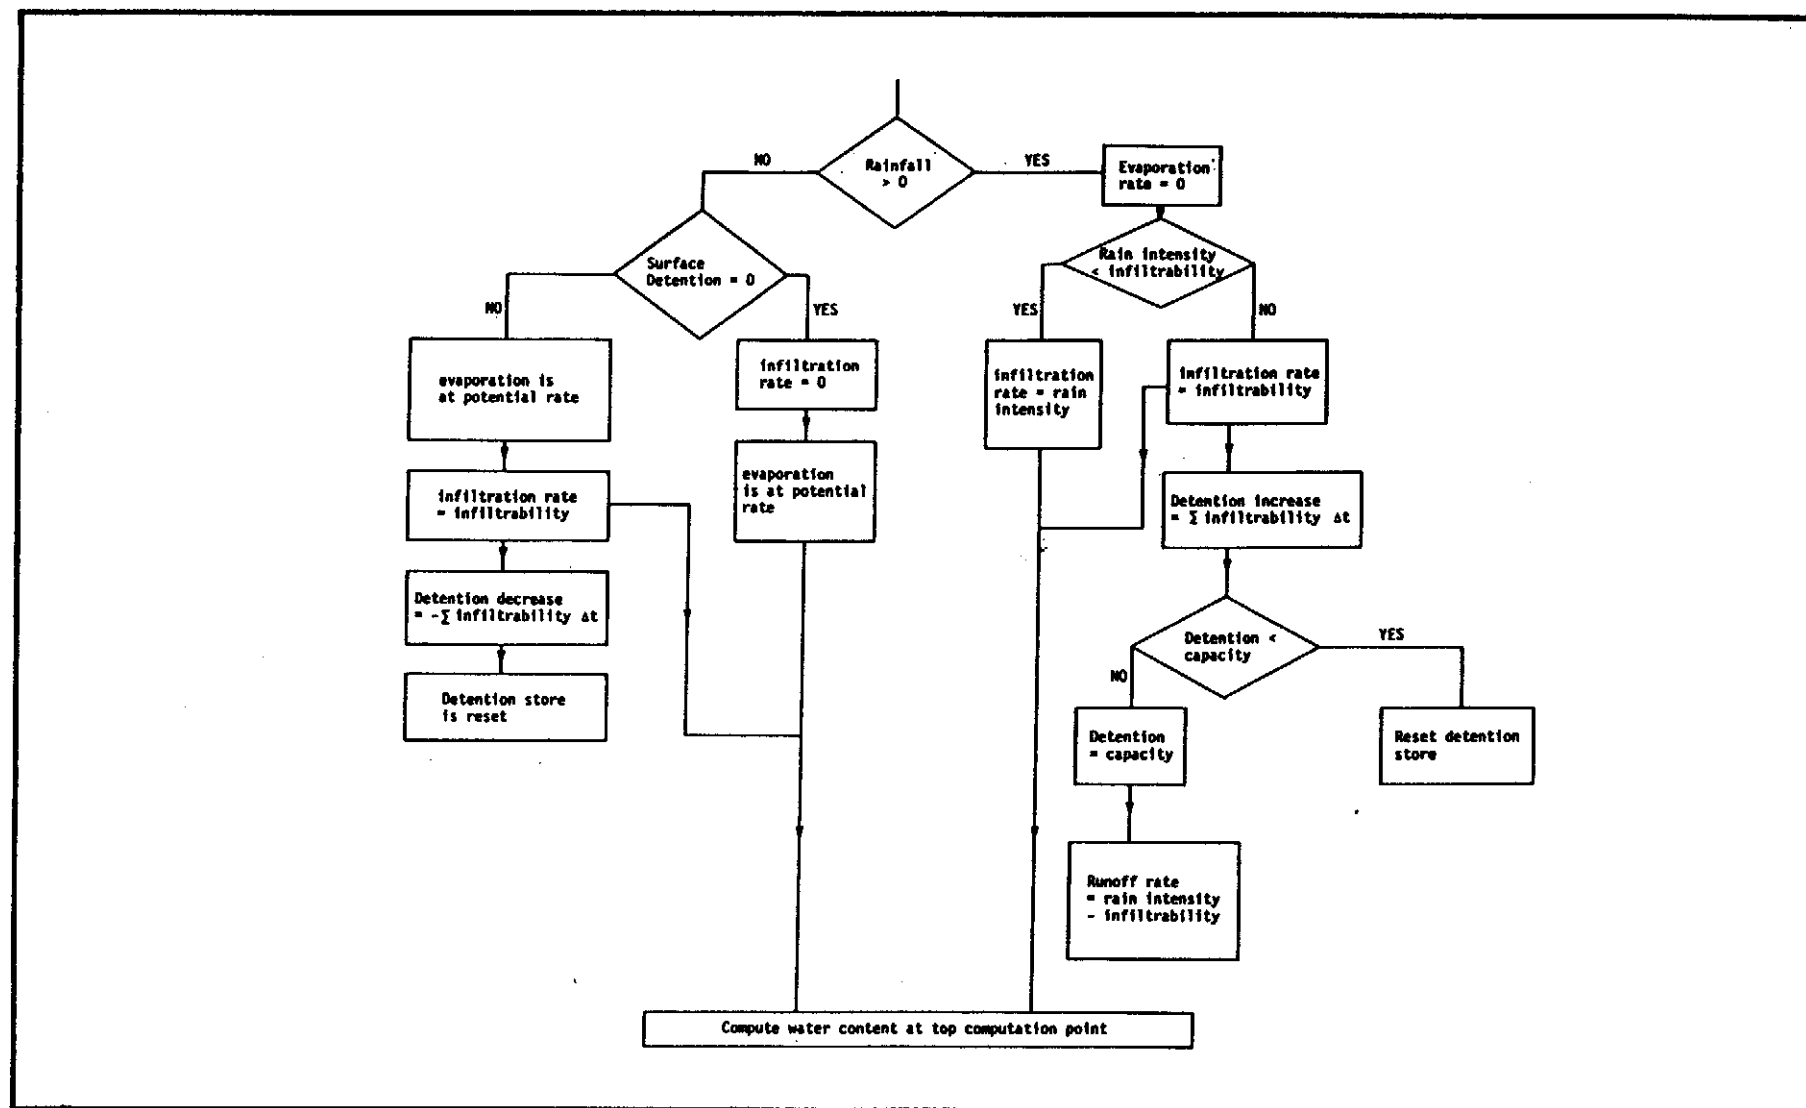 Rainfall
> 0
NO
YES
Evaporation
rate = 0
Surface
Detention = 0
Rain intensity
< infiltrability
NO
YES
YES
NO
evaporation is
at potential rate
infiltration
rate = 0
infiltration
rate = rain
intensity
infiltration rate
= infiltrability
evaporation
is at potential
rate
infiltration rate
= infiltrability
Detention increase
= Σ infiltrability Δt
Detention decrease
= -Σ infiltrability Δt
Detention <
capacity
NO
YES
Detention store
is reset
Detention
= capacity
Reset detention
store
Runoff rate
= rain intensity
- infiltrability
Compute water content at top computation point